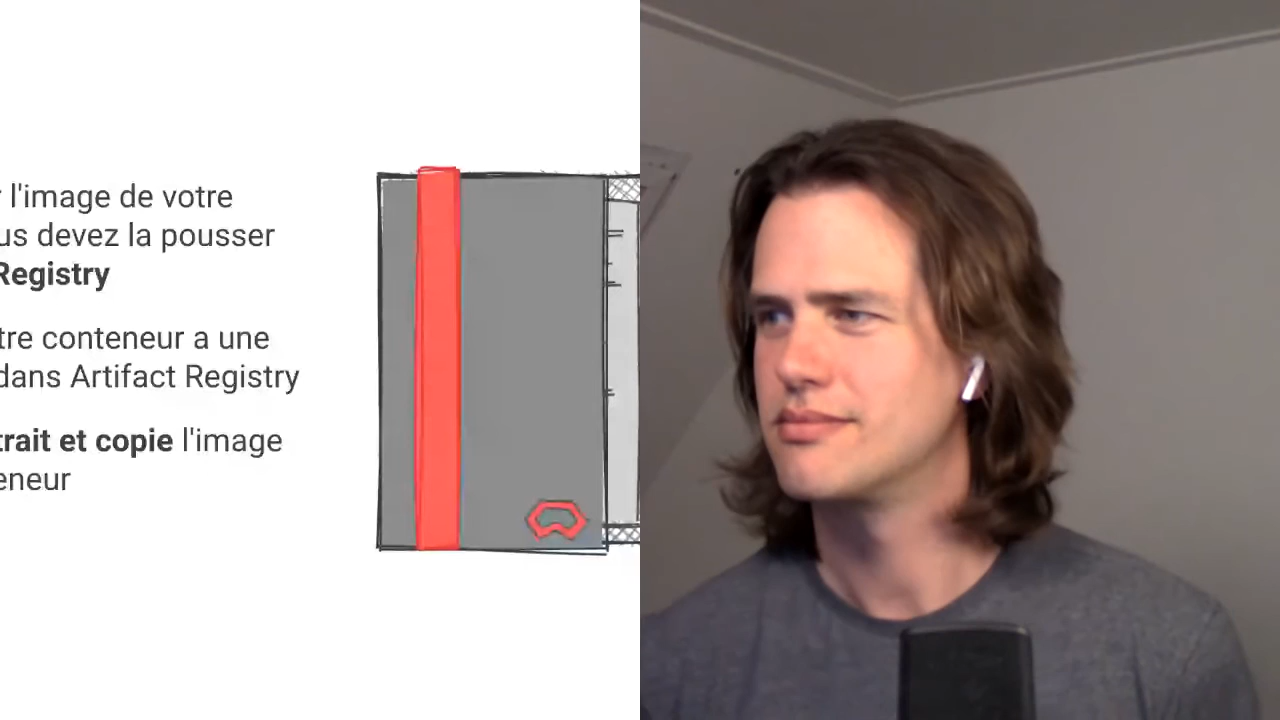 l'image de votre
us devez la pousser
Registry
tre conteneur a une
dans Artifact Registry
trait et copie l'image
eneur